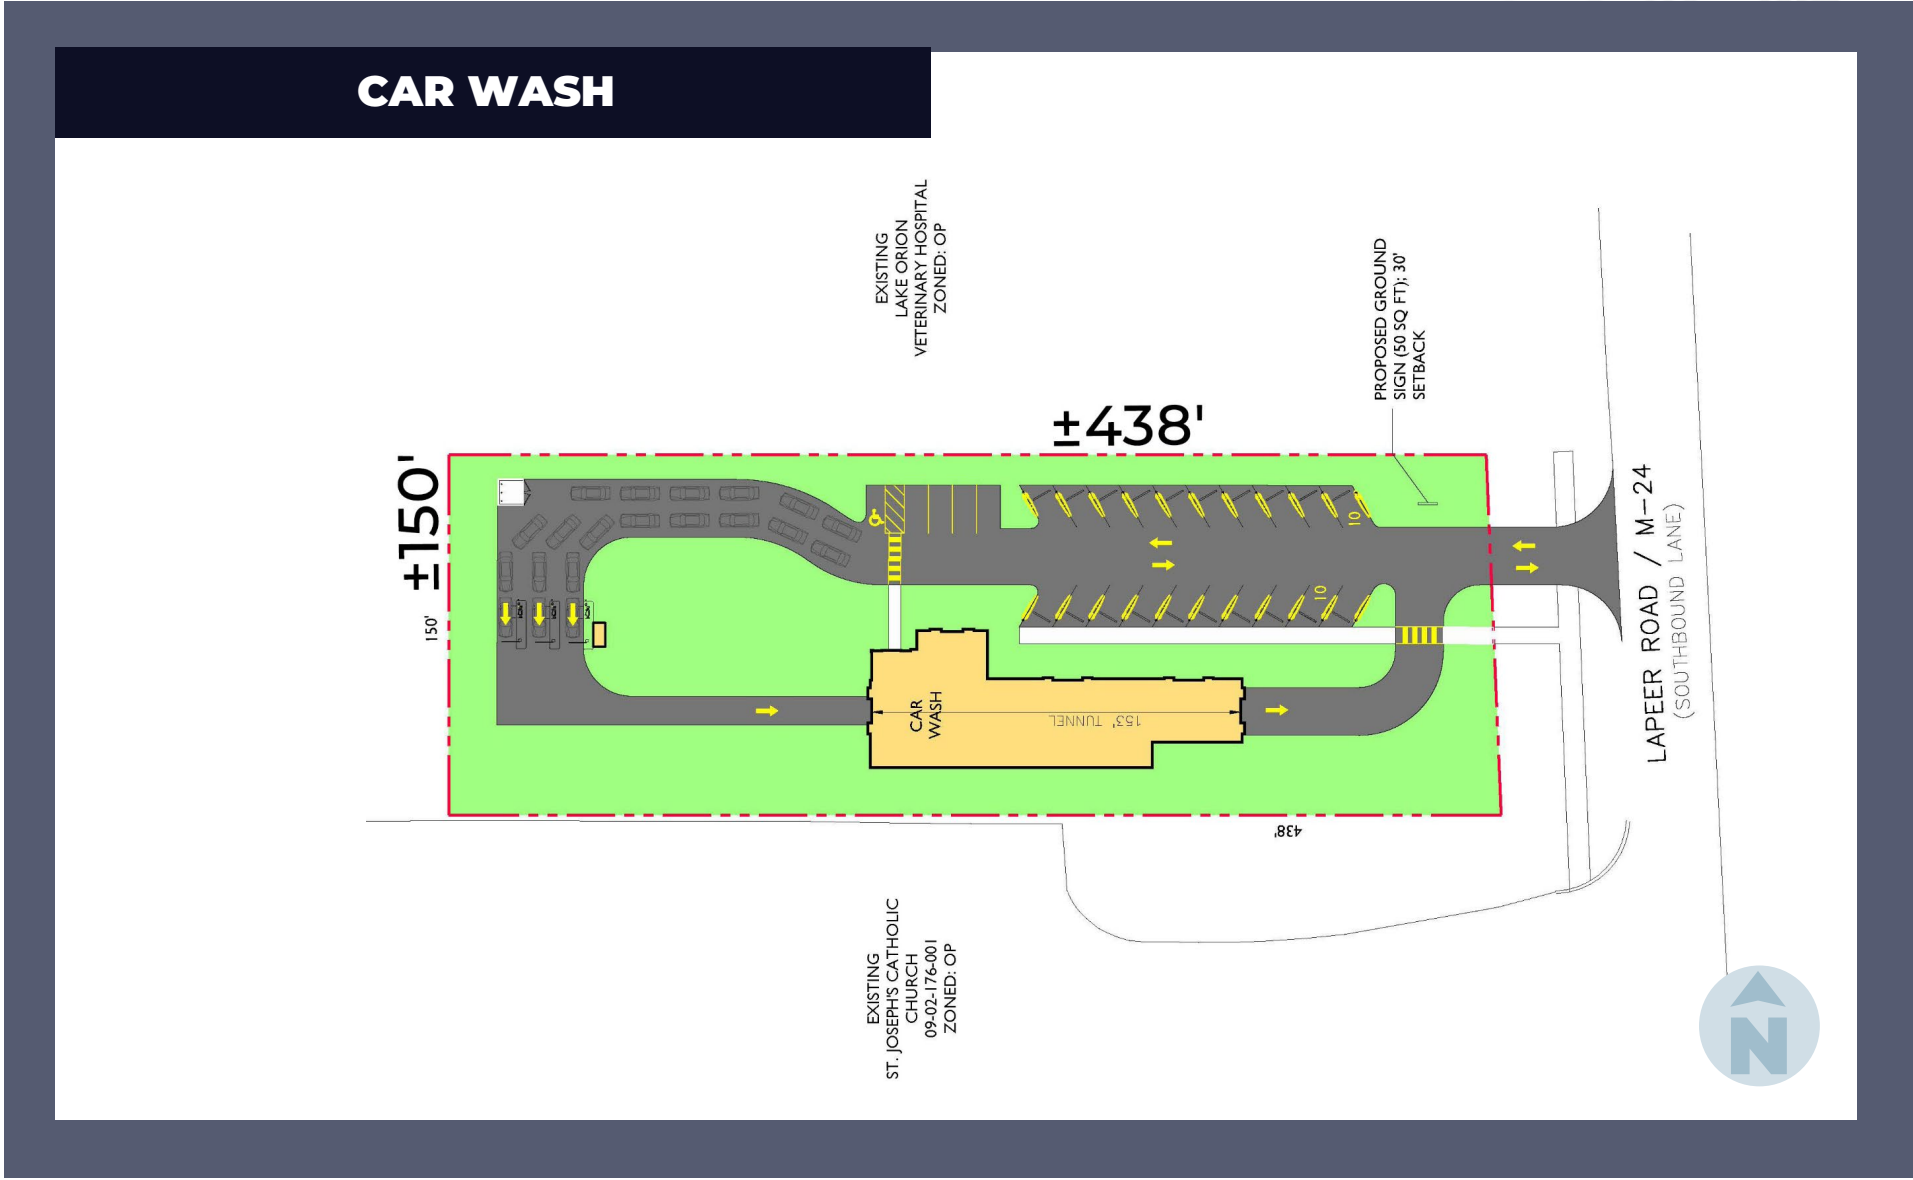 CAR WASH
EXISTING
LAKE ORION
VETERINARY HOSPITAL
ZONED: OP
PROPOSED GROUND
SIGN (50 SQ FT); 30'
SETBACK
±438'
±150'
150'
10
10
CAR
WASH
153' TUNNEL
438'
LAPEER ROAD / M-24
(SOUTHBOUND LANE)
EXISTING
ST. JOSEPH'S CATHOLIC
CHURCH
09-02-176-001
ZONED: OP
N